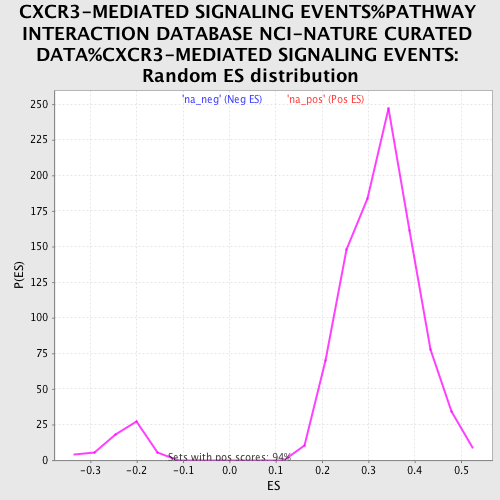 CXCR3-MEDIATED SIGNALING EVENTS%PATHWAY
INTERACTION DATABASE NCI-NATURE CURATED
DATA%CXCR3-MEDIATED SIGNALING EVENTS:
Random ES distribution
'na_neg' (Neg ES) 'na_pos' (Pos ES)
250
225
200
175
150
125
100
75
50
25
0
P(ES)
Sets with pos scores: 94%
-0.3 -0.2 -0.1 0.0 0.1 0.2 0.3 0.4 0.5
ES